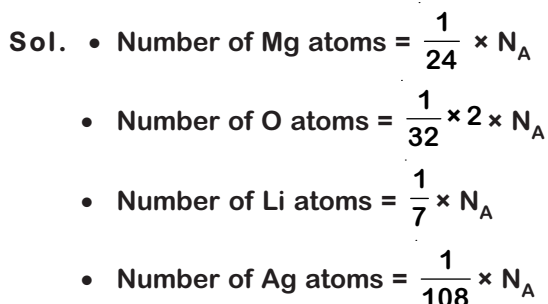 Sol. • Number of Mg atoms = 1/24 × N_A
• Number of O atoms = 1/32 × 2 × N_A
• Number of Li atoms = 1/7 × N_A
• Number of Ag atoms = 1/108 × N_A